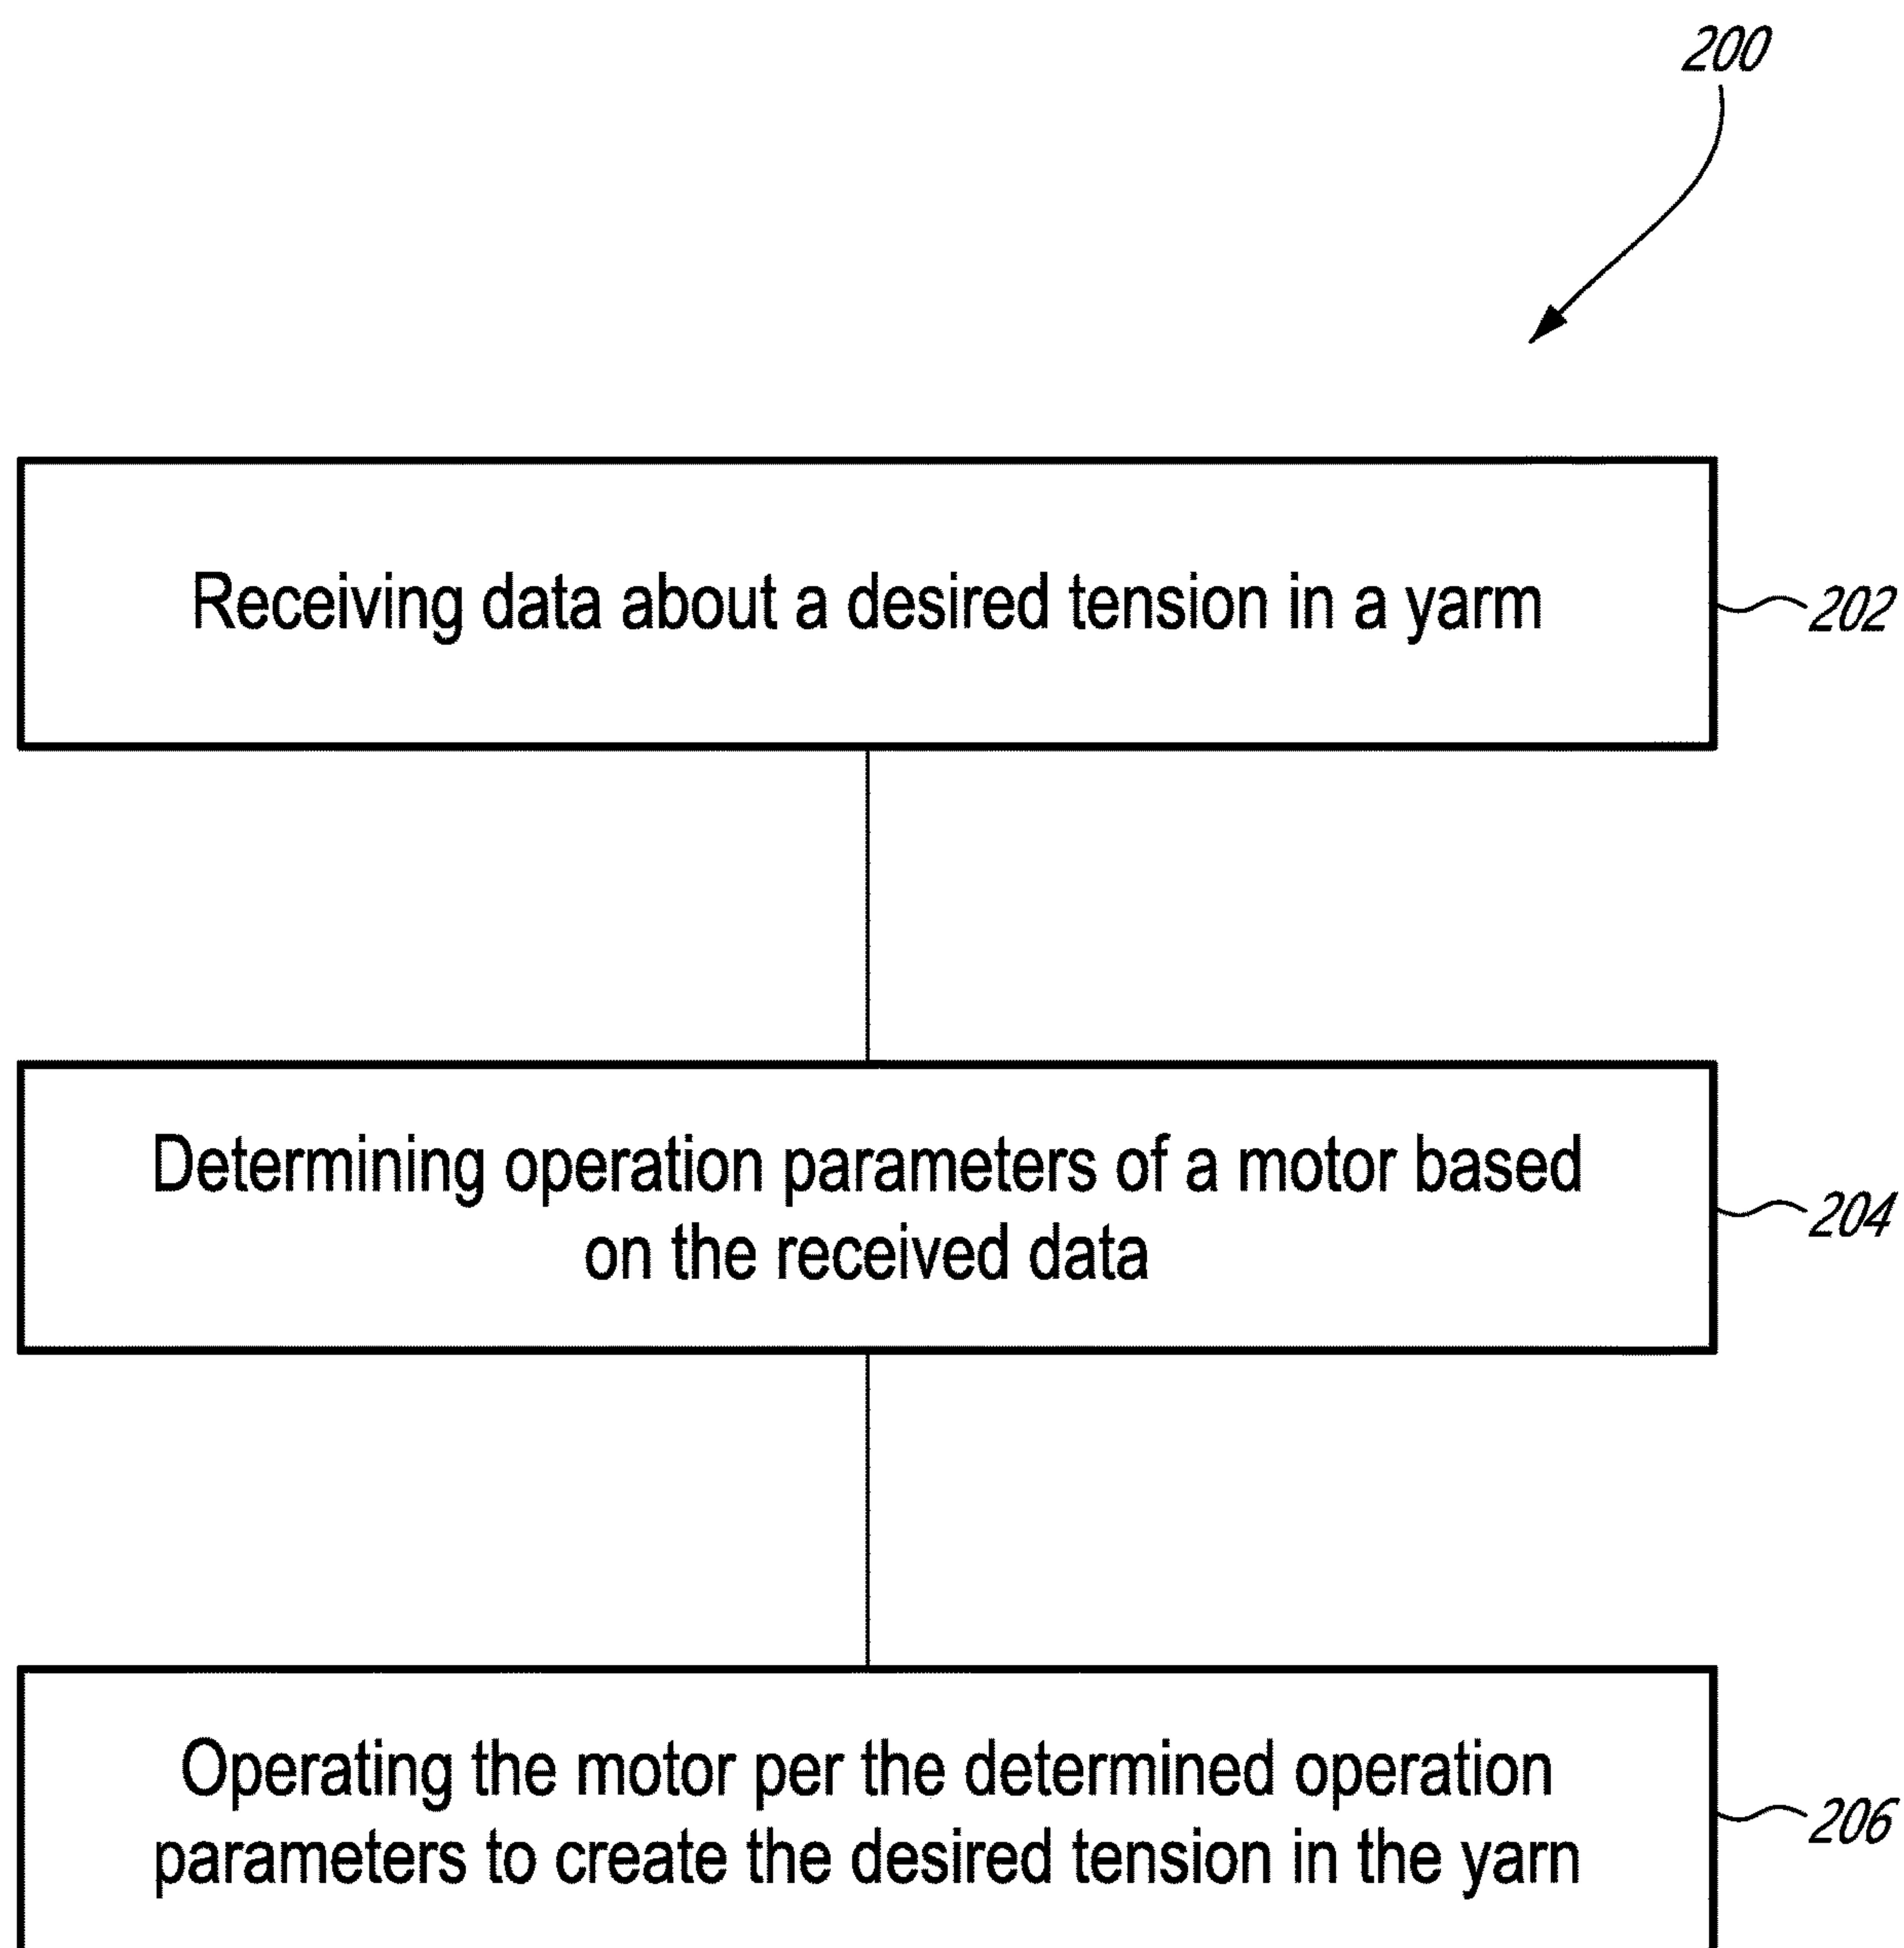 200
Receiving data about a desired tension in a yarm
202
Determining operation parameters of a motor based
on the received data
204
Operating the motor per the determined operation
parameters to create the desired tension in the yarn
206